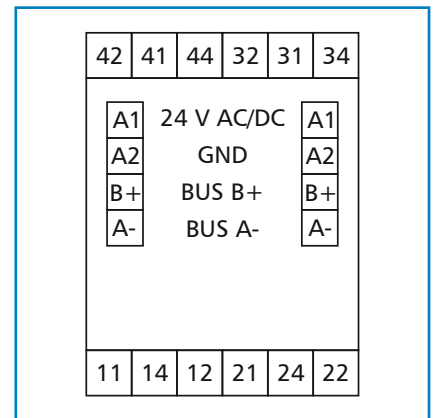 42 41 44 32 31 34
A1 24 V AC/DC A1
A2 GND A2
B+ BUS B+ B+
A- BUS A- A-
11 14 12 21 24 22